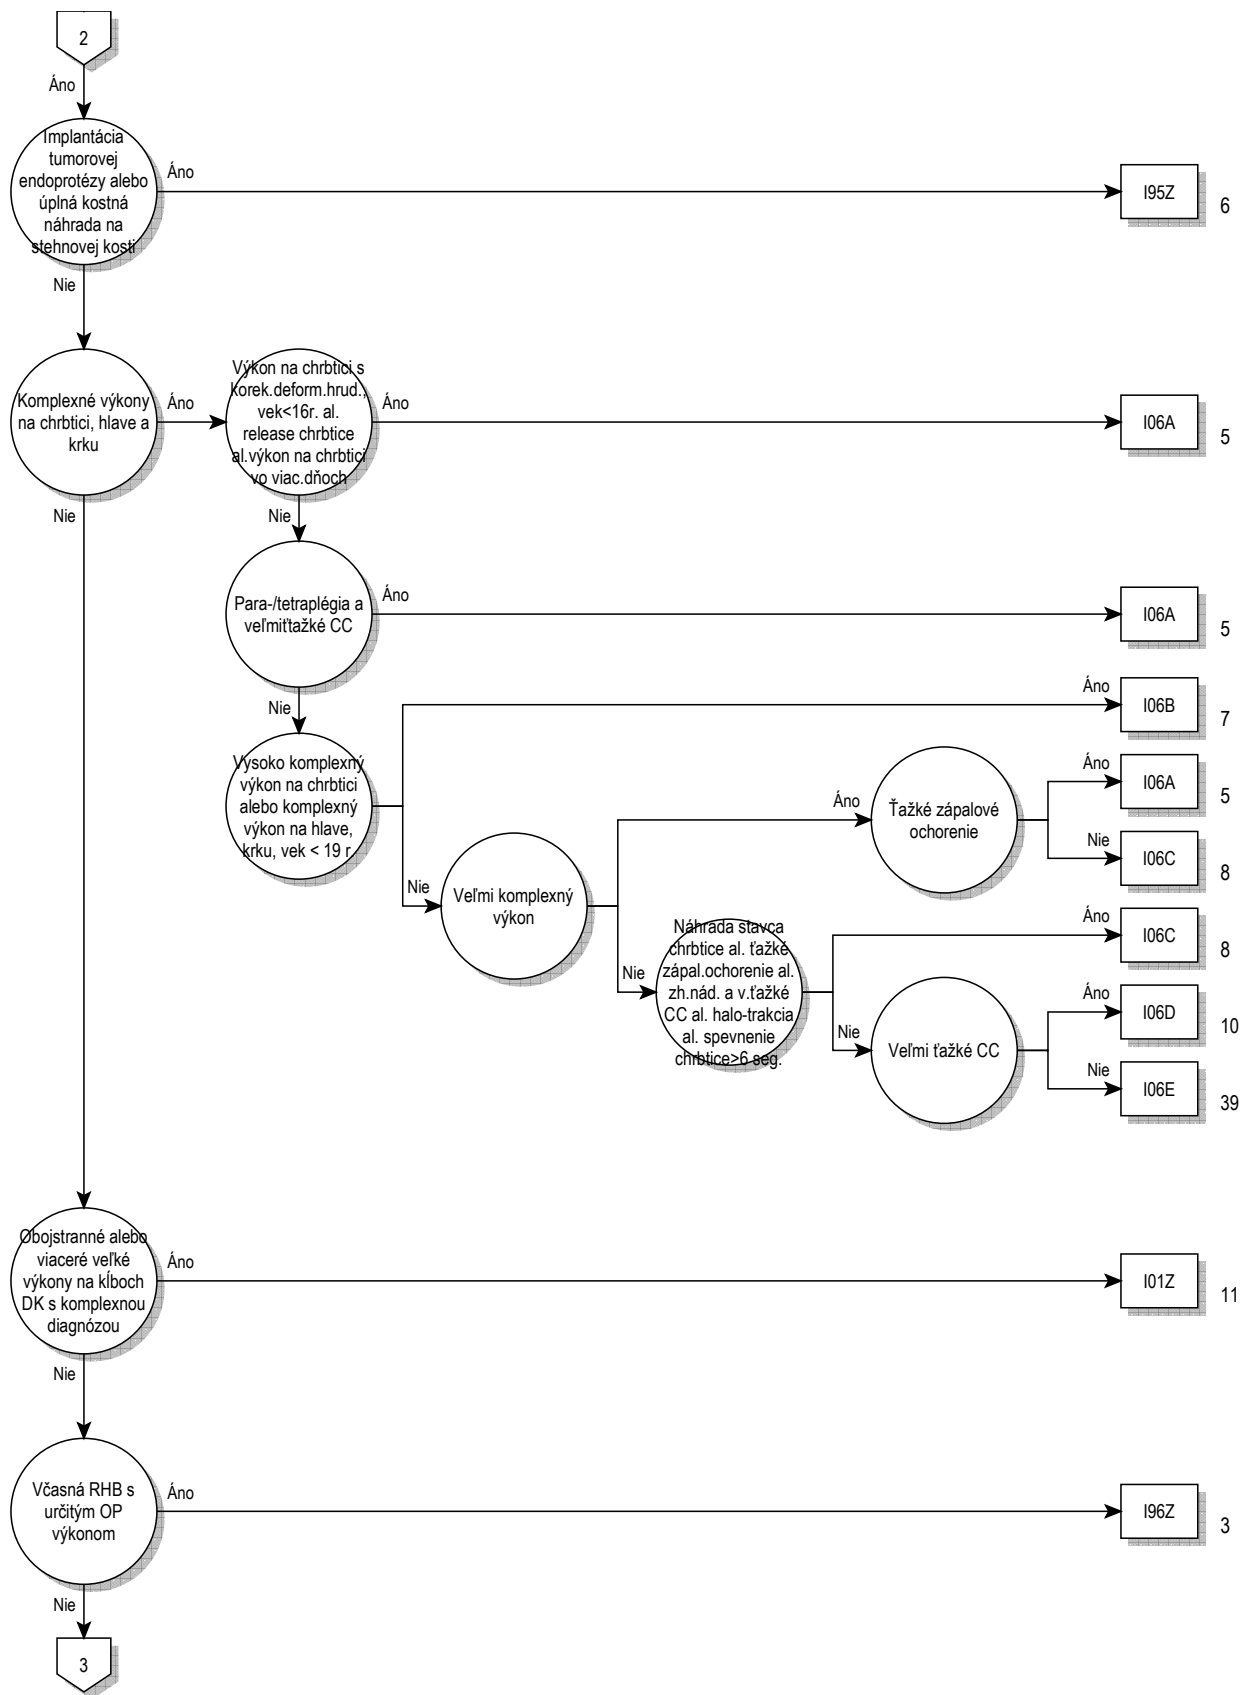 2
Áno
Implantácia
tumorovej
endoprotézy alebo
úplná kostná
náhrada na
stehnovej kosti
Áno
I95Z
6
Nie
Komplexné výkony
na chrbtici, hlave a
krku
Áno
Výkon na chrbtici s
korek.deform.hrud.,
vek<16r. al.
release chrbtice
al.výkon na chrbtici
vo viac.dňoch
Áno
I06A
5
Nie
Nie
Para-/tetraplégia a
veľmiťtažké CC
Áno
I06A
5
Nie
Vysoko komplexný
výkon na chrbtici
alebo komplexný
výkon na hlave,
krku, vek < 19 r.
Áno
I06B
7
Nie
Veľmi komplexný
výkon
Áno
Ťažké zápalové
ochorenie
Áno
I06A
5
Nie
I06C
8
Nie
Náhrada stavca
chrbtice al. ťažké
zápal.ochorenie al.
zh.nád. a v.ťažké
CC al. halo-trakcia
al. spevnenie
chrbtice>6 seg.
Áno
I06C
8
Nie
Veľmi ťažké CC
Áno
I06D
10
Nie
I06E
39
Obojstranné alebo
viaceré veľké
výkony na kĺboch
DK s komplexnou
diagnózou
Áno
I01Z
11
Nie
Včasná RHB s
určitým OP
výkonom
Áno
I96Z
3
Nie
3